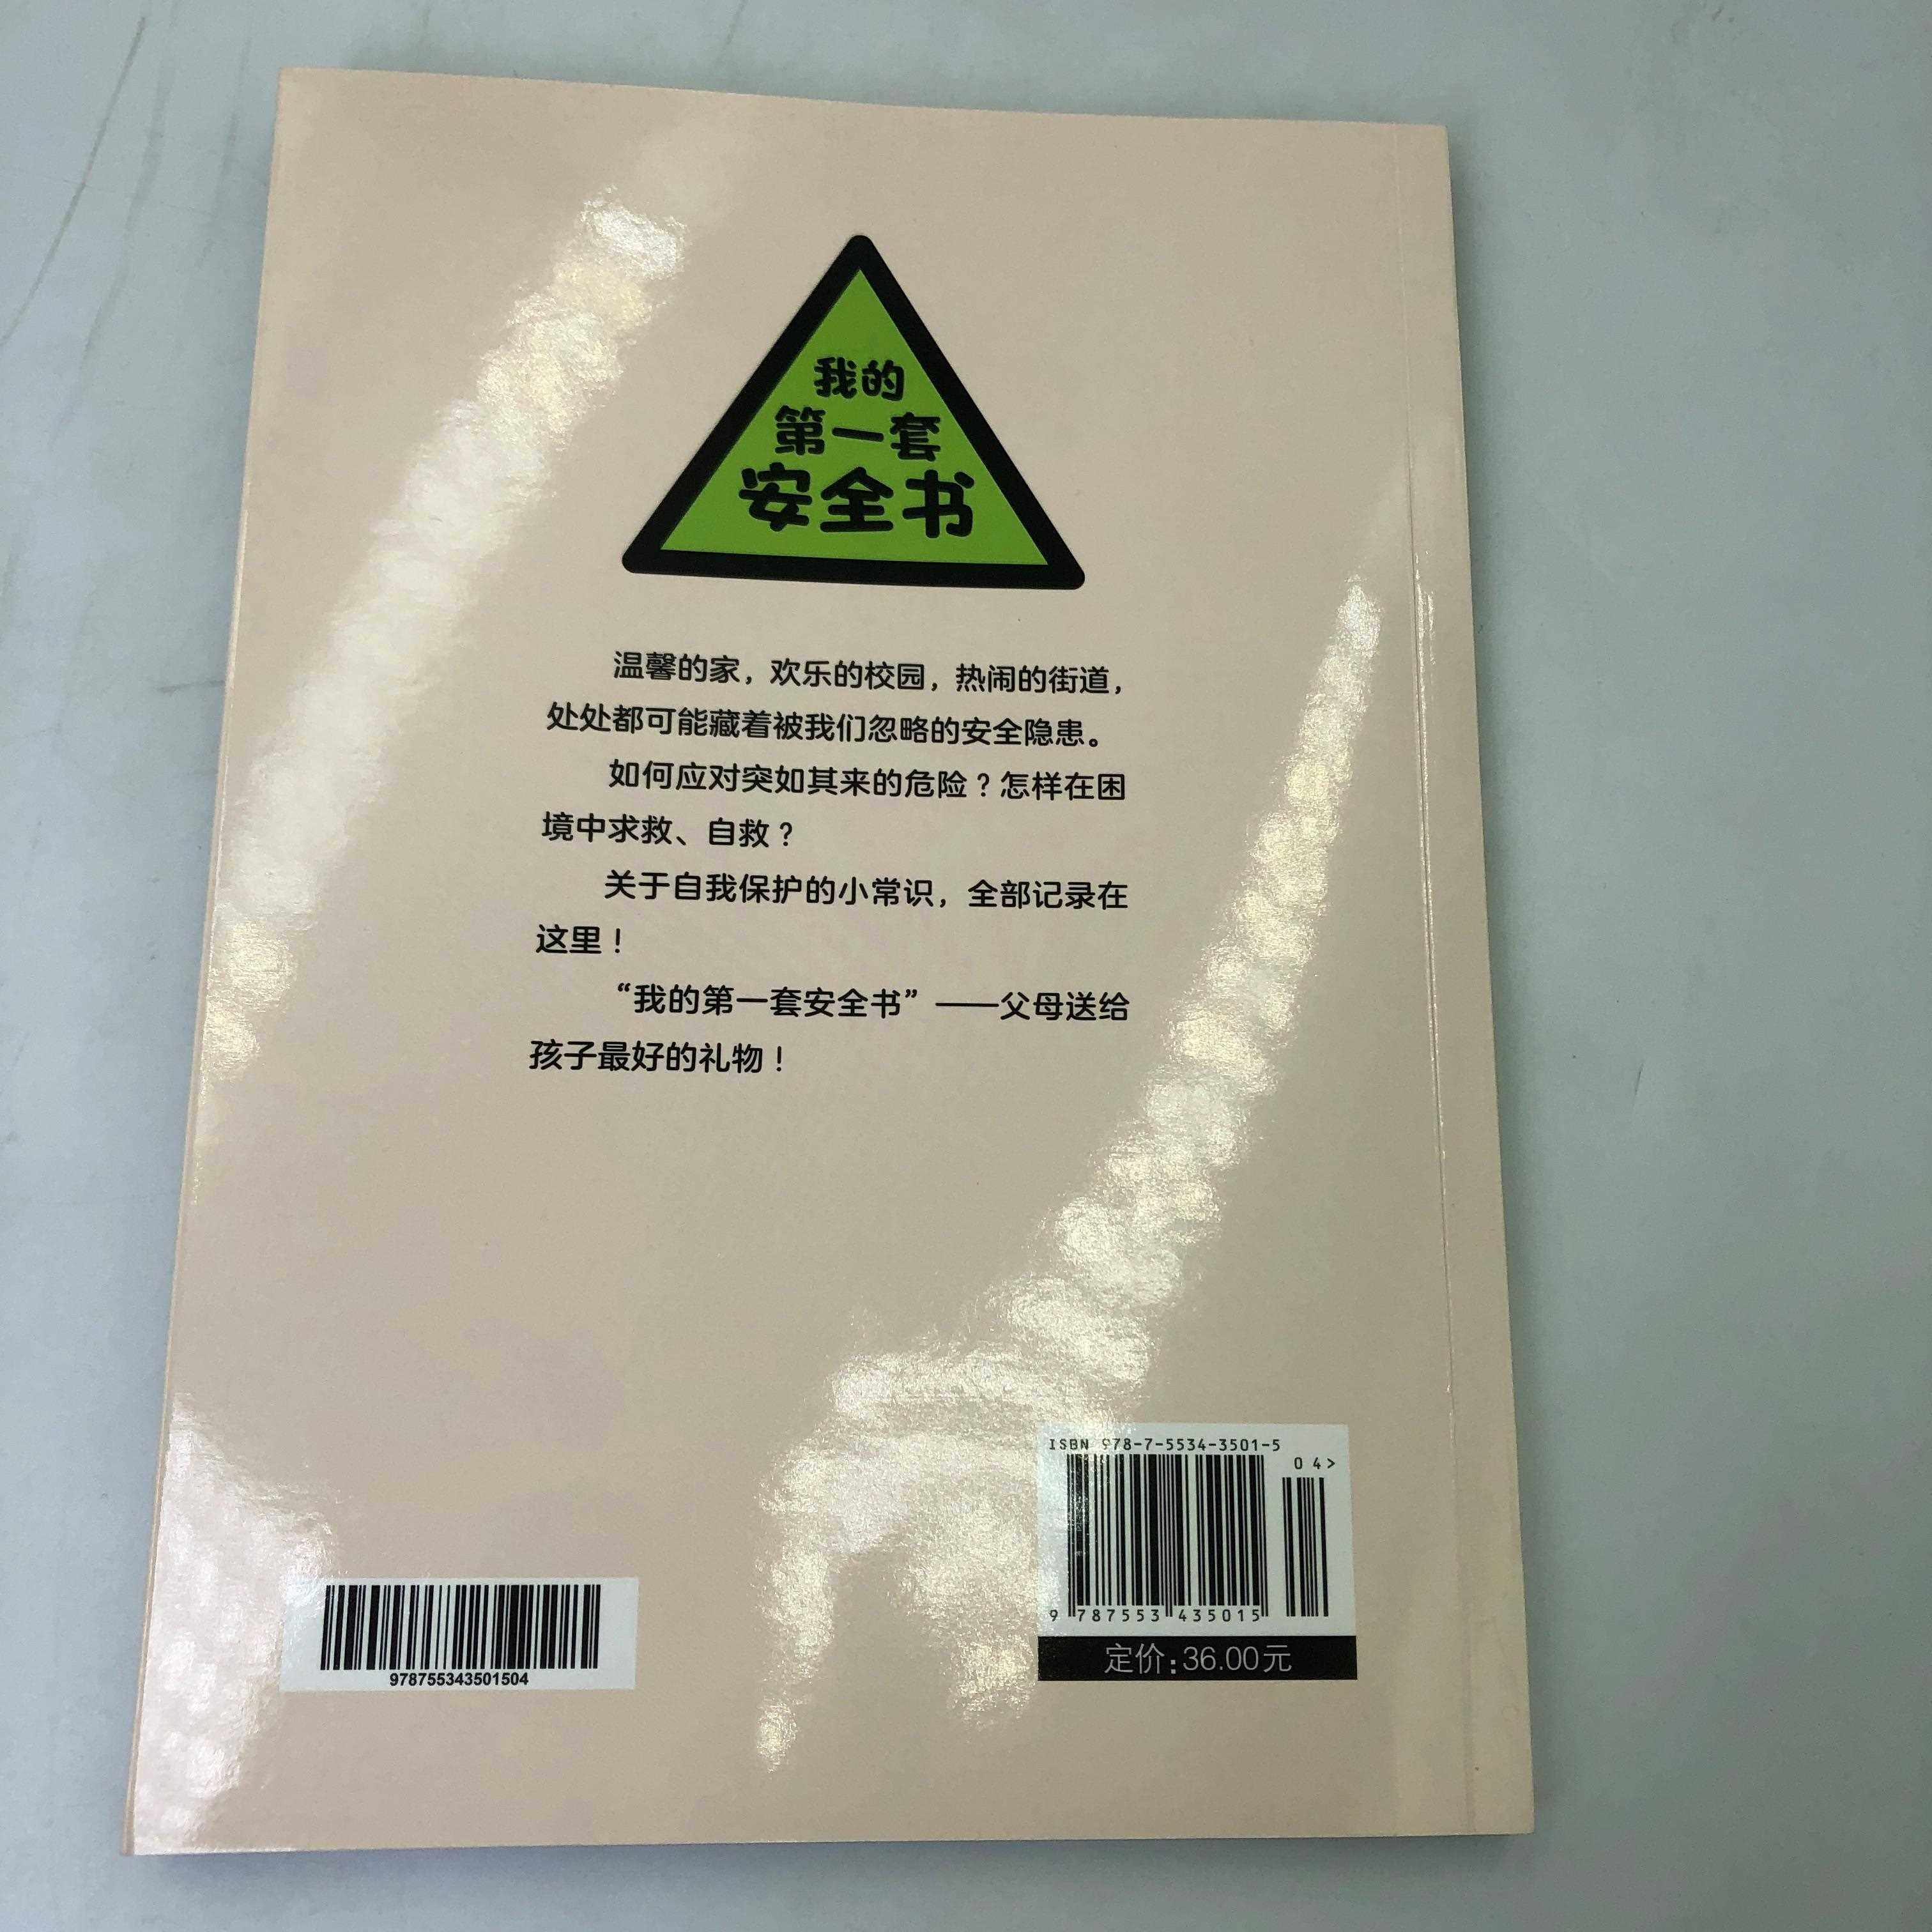 我的
第一套
安全书
温馨的家，欢乐的校园，热闹的街道，
处处都可能藏着被我们忽略的安全隐患。
如何应对突如其来的危险？怎样在困
境中求救、自救？
关于自我保护的小常识，全部记录在
这里！
“我的第一套安全书”——父母送给
孩子最好的礼物！
ISBN 978-7-5534-3501-5
04>
9 787553 435015
定价:36.00元
978755343501504